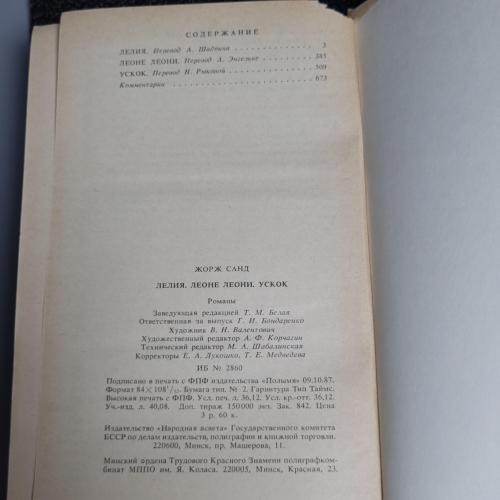 СОДЕРЖАНИЕ
ЛЕЛИЯ. Перевод А. Шадрина 3
ЛЕОНЕ ЛЕОНИ. Перевод А. Энгельке 385
УСКОК. Перевод Н. Рыковой 509
Комментарии 673
ЖОРЖ САНД
ЛЕЛИЯ. ЛЕОНЕ ЛЕОНИ. УСКОК
Романы
Заведующая редакцией Т. М. Белая
Ответственная за выпуск Г. И. Бондаренко
Художник В. Н. Валентович
Художественный редактор А. Ф. Корчагин
Технический редактор М. А. Шабалинская
Корректоры Е. А. Лукошко, Т. Е. Медведева
ИБ № 2860
Подписано в печать с ФПФ издательства «Полымя» 09.10.87.
Формат 84 × 108¹/₃₂. Бумага тип. № 2. Гарнитура Тип Таймс.
Высокая печать с ФПФ. Усл. печ. л. 36,12. Усл. кр.-отт. 36,12.
Уч.-изд. л. 40,08. Доп. тираж 150 000 экз. Зак. 842. Цена
3 р. 60 к.
Издательство «Народная асвета» Государственного комитета
БССР по делам издательств, полиграфии и книжной торговли.
220600, Минск, пр. Машерова, 11.
Минский ордена Трудового Красного Знамени полиграфком-
бинат МППО им. Я. Коласа. 220005, Минск, Красная, 23.